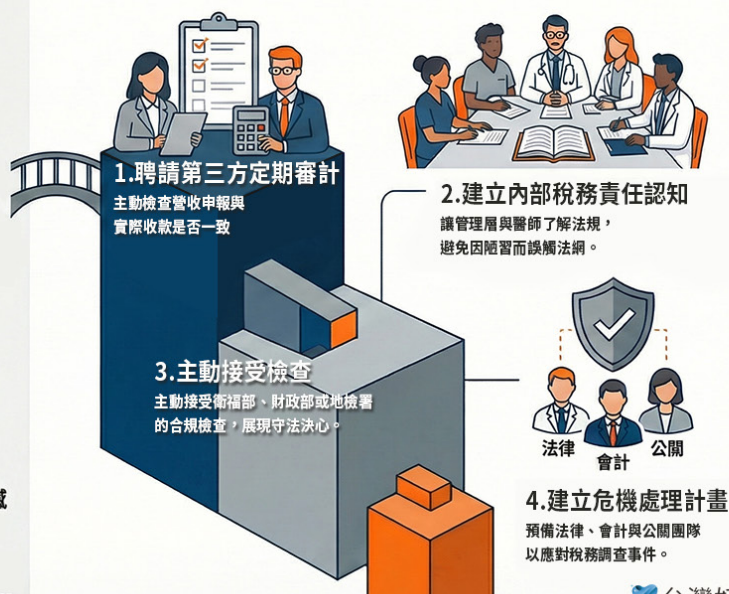 1.聘請第三方定期審計
主動檢查營收申報與
實際收款是否一致
2.建立內部稅務責任認知
讓管理層與醫師了解法規，
避免因陋習而誤觸法網。
3.主動接受檢查
主動接受衛福部、財政部或地檢署
的合規檢查，展現守法決心。
法律
會計
公關
4.建立危機處理計畫
預備法律、會計與公關團隊
以應對稅務調查事件。